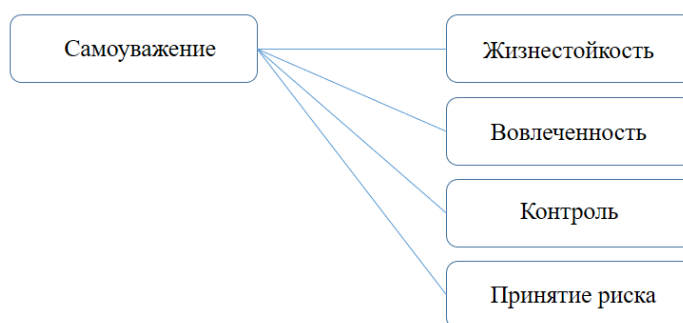 Самоуважение
Жизнестойкость
Вовлеченность
Контроль
Принятие риска